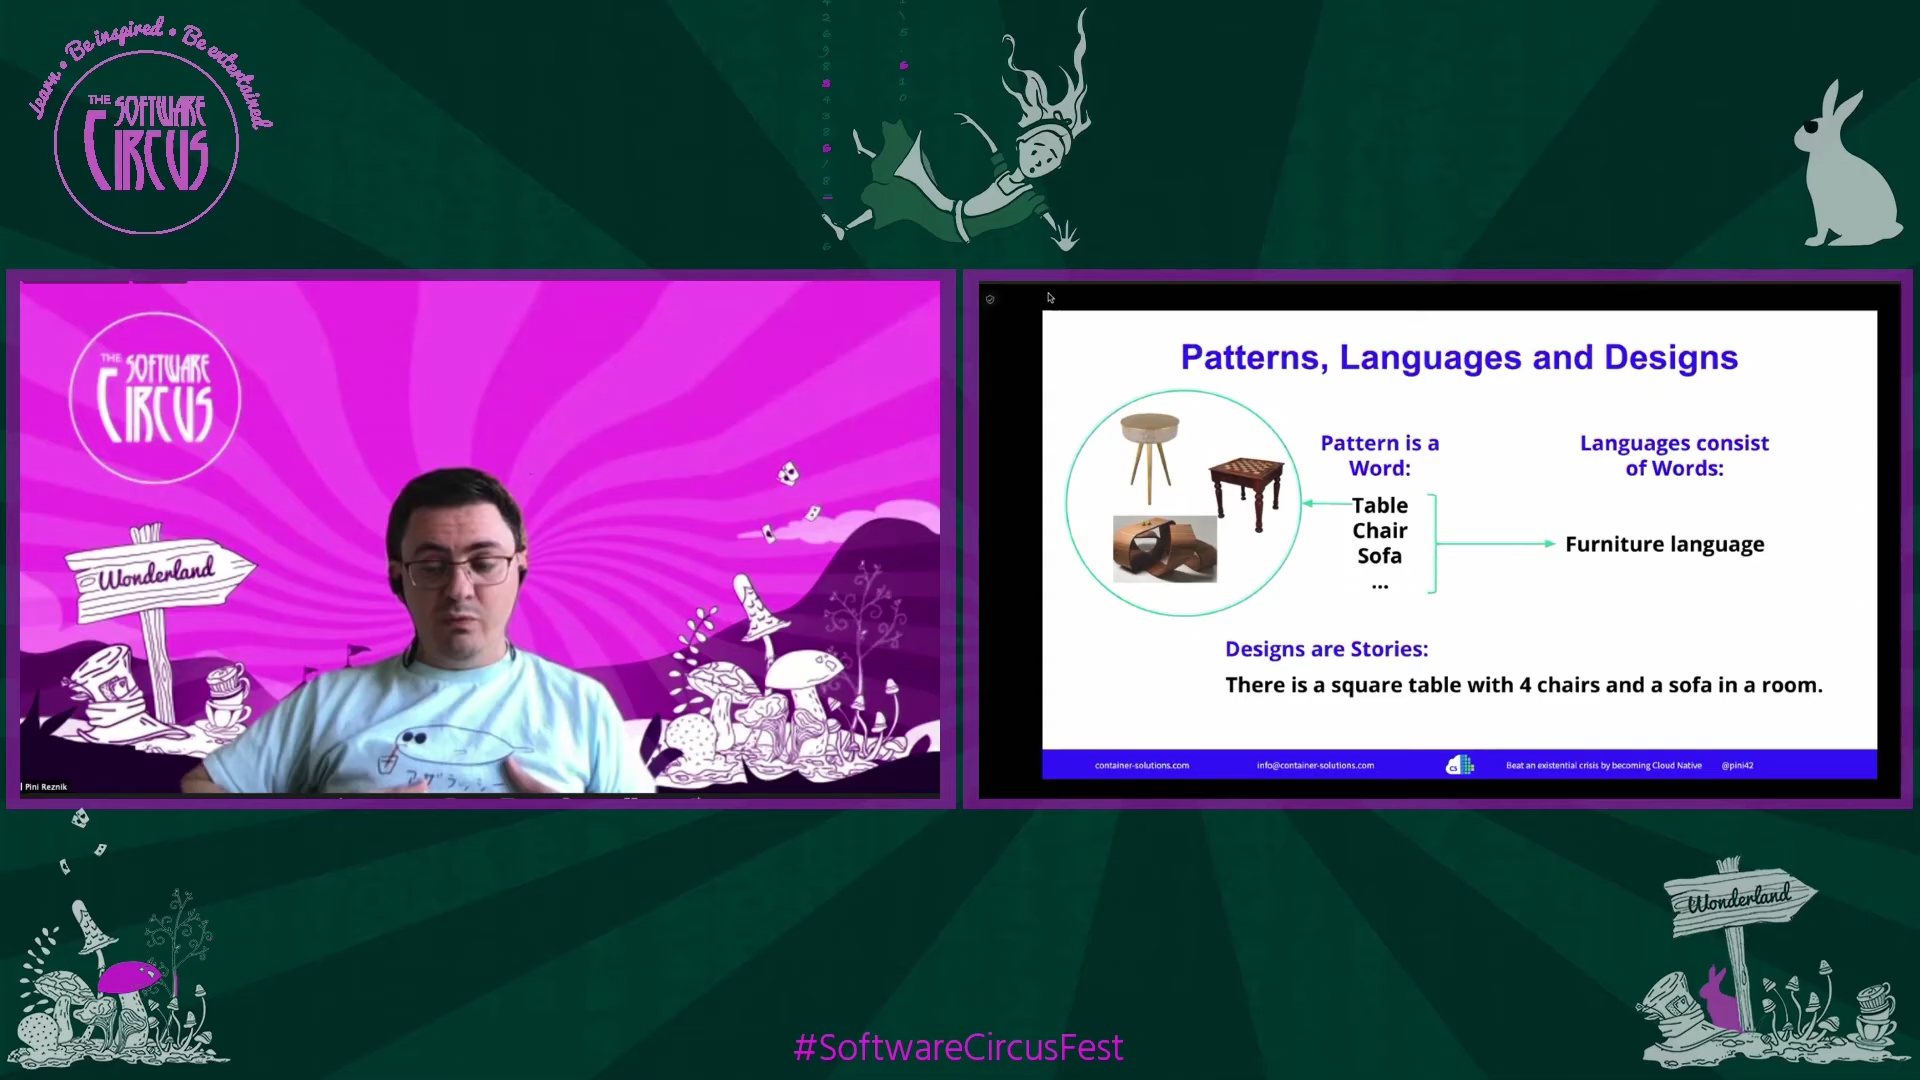 learn • Be inspired • Be entertained
THE SOFTWARE CIRCUS
THE SOFTWARE CIRCUS
Wonderland
Pini Reznik
Patterns, Languages and Designs
Pattern is a
Word:
Table
Chair
Sofa
...
Languages consist
of Words:
Furniture language
Designs are Stories:
There is a square table with 4 chairs and a sofa in a room.
container-solutions.com
info@container-solutions.com
CS
Beat an existential crisis by becoming Cloud Native
@pini42
Wonderland
#SoftwareCircusFest